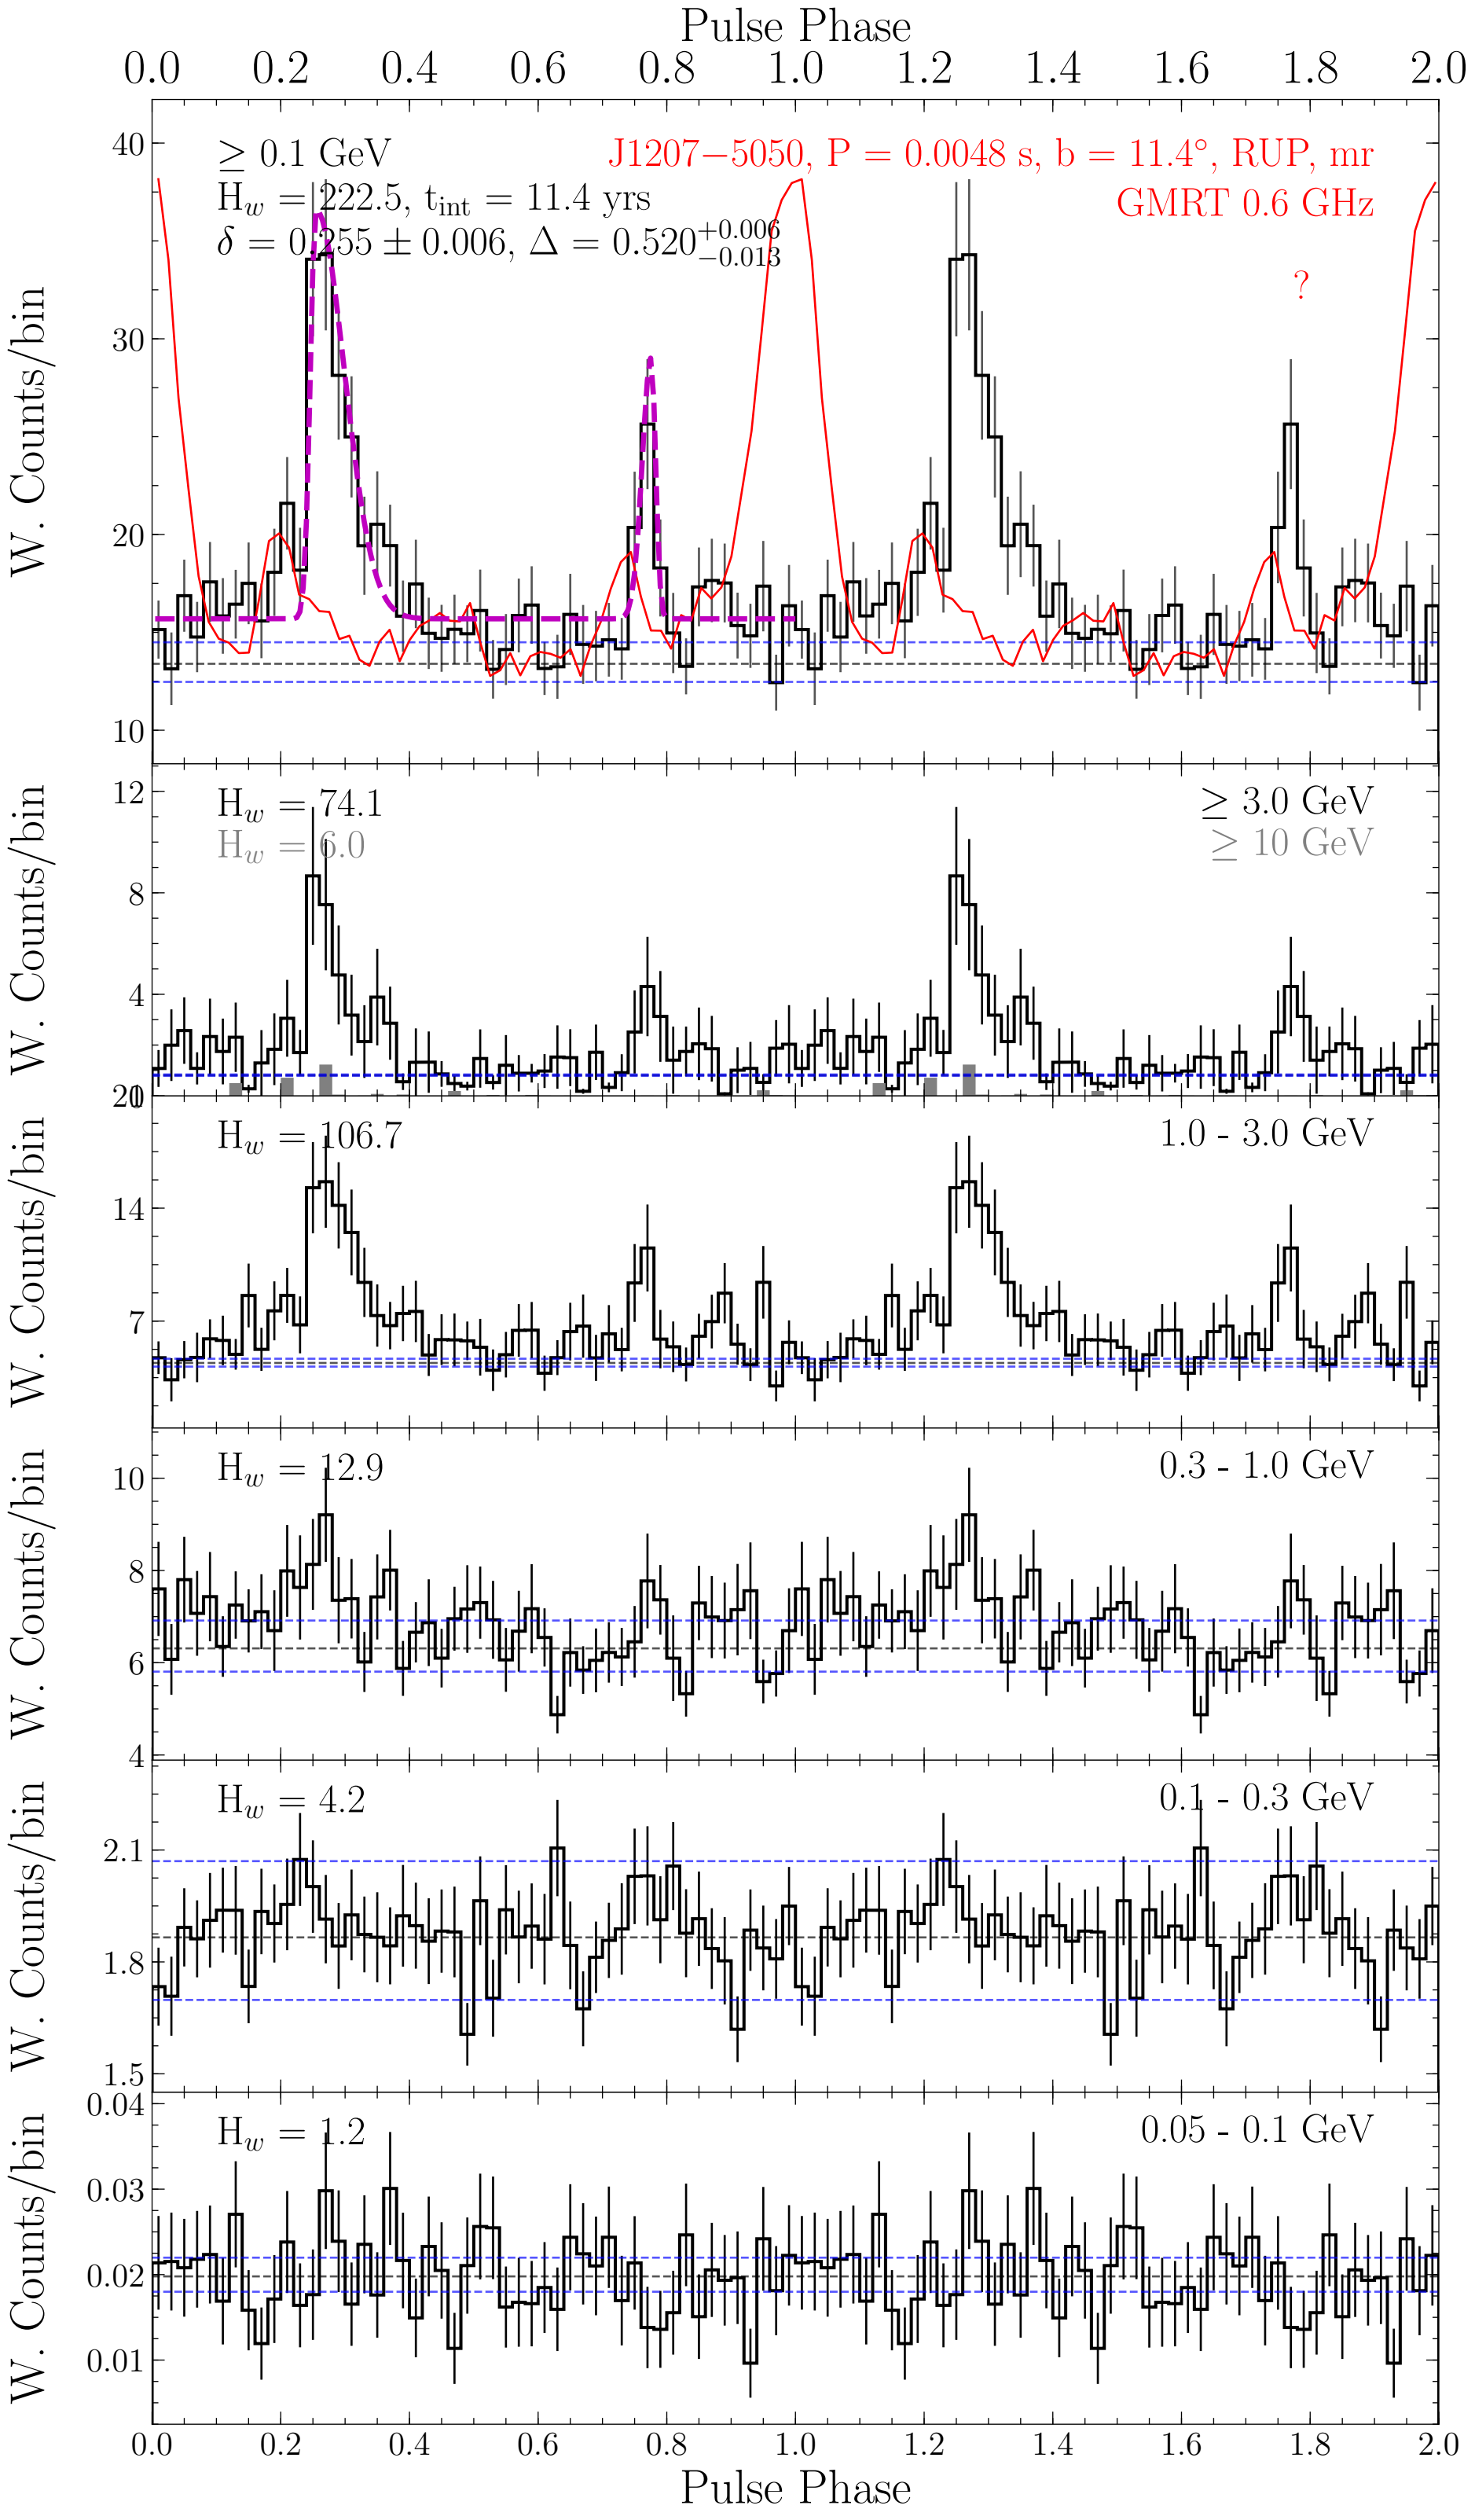 Pulse Phase
0.0 0.2 0.4 0.6 0.8 1.0 1.2 1.4 1.6 1.8 2.0
≥ 0.1 GeV
H_w = 222.5, t_int = 11.4 yrs
δ = 0.255 ± 0.006, Δ = 0.520 +0.006 −0.013
J1207−5050, P = 0.0048 s, b = 11.4°, RUP, mr
GMRT 0.6 GHz
?
40
30
20
10
W. Counts/bin
H_w = 74.1
≥ 3.0 GeV
H_w = 6.0
≥ 10 GeV
12
8
4
0
W. Counts/bin
H_w = 106.7
1.0 - 3.0 GeV
20
14
7
W. Counts/bin
H_w = 12.9
0.3 - 1.0 GeV
10
8
6
4
W. Counts/bin
H_w = 4.2
0.1 - 0.3 GeV
2.1
1.8
1.5
W. Counts/bin
H_w = 1.2
0.05 - 0.1 GeV
0.04
0.03
0.02
0.01
W. Counts/bin
0.0 0.2 0.4 0.6 0.8 1.0 1.2 1.4 1.6 1.8 2.0
Pulse Phase